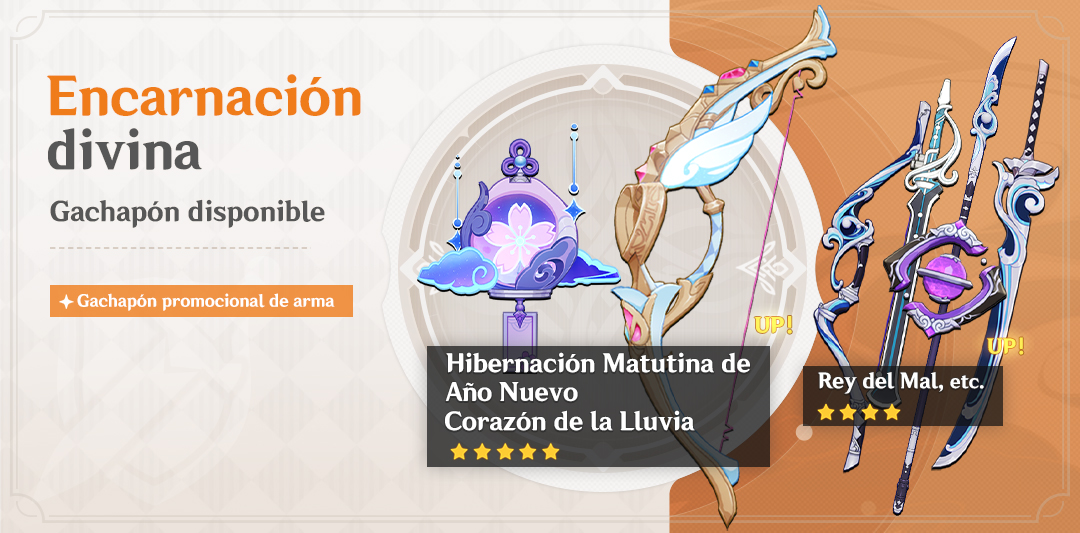 Encarnación
divina
Gachapón disponible
Gachapón promocional de arma
UP!
Hibernación Matutina de
Año Nuevo
Corazón de la Lluvia
UP!
Rey del Mal, etc.